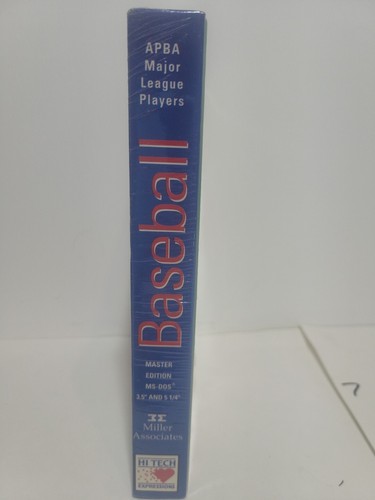 APBA
Major
League
Players
Baseball
MASTER
EDITION
MS-DOS®
3.5" AND 5 1/4"
Miller
Associates
HI TECH
EXPRESSIONS